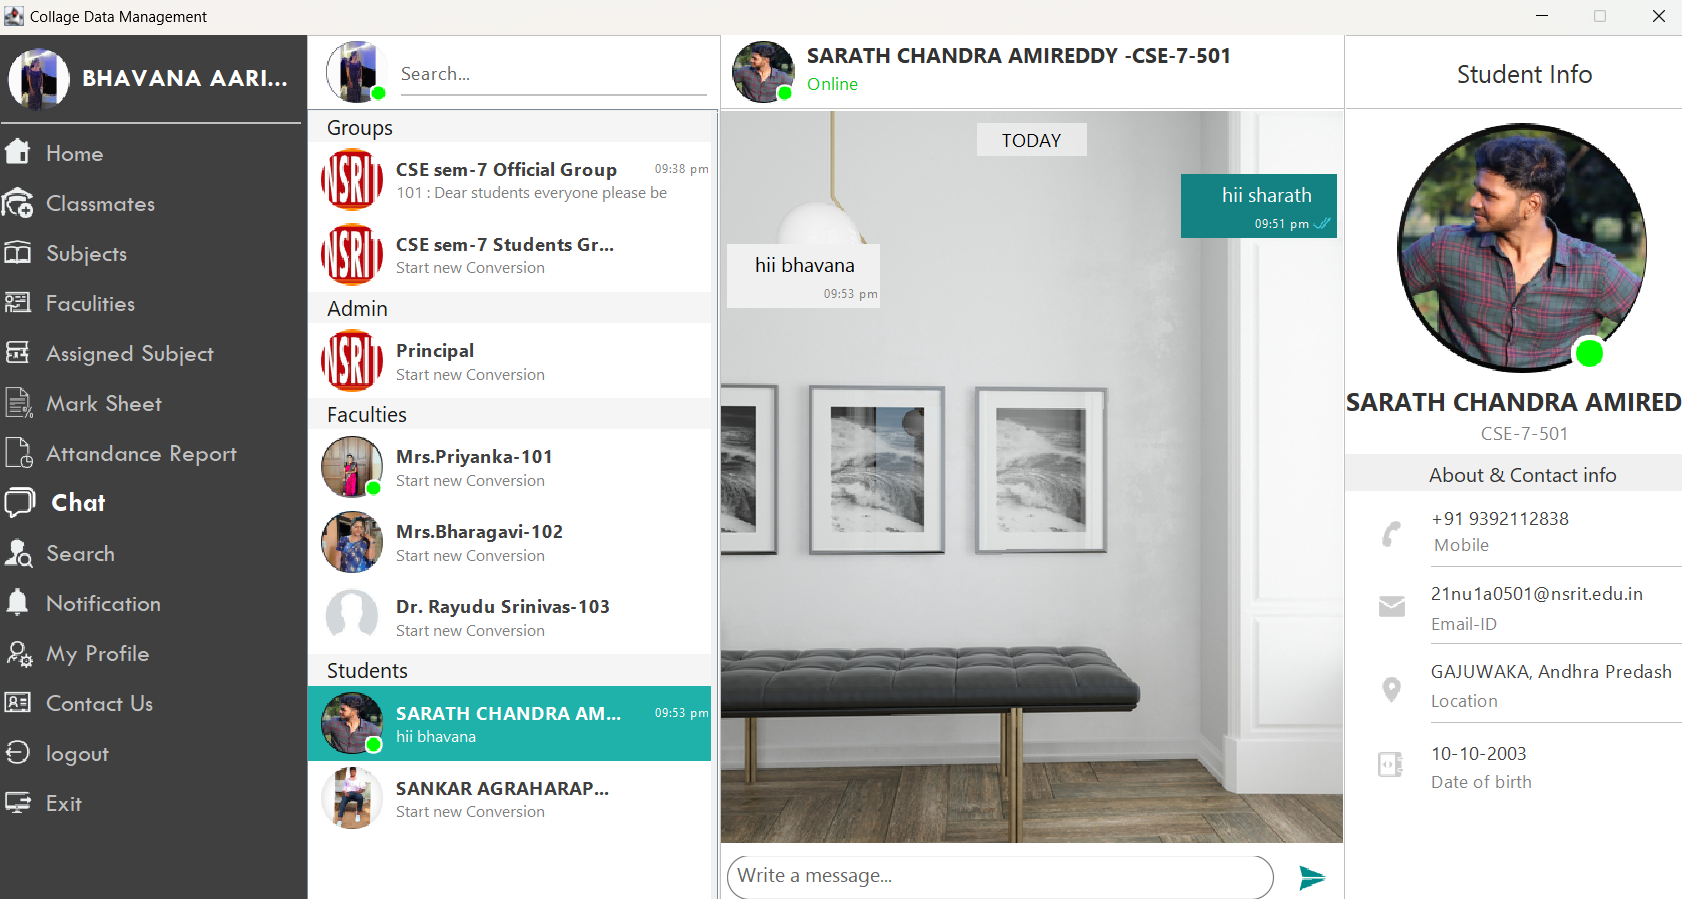 Collage Data Management
BHAVANA AARI...
Home
Classmates
Subjects
Faculities
Assigned Subject
Mark Sheet
Attandance Report
Chat
Search
Notification
My Profile
Contact Us
logout
Exit
Search...
Groups
NSRIT
CSE sem-7 Official Group
09:38 pm
101 : Dear students everyone please be
NSRIT
CSE sem-7 Students Gr...
Start new Conversion
Admin
NSRIT
Principal
Start new Conversion
Faculties
Mrs.Priyanka-101
Start new Conversion
Mrs.Bharagavi-102
Start new Conversion
Dr. Rayudu Srinivas-103
Start new Conversion
Students
SARATH CHANDRA AM...
09:53 pm
hii bhavana
SANKAR AGRAHARAP...
Start new Conversion
SARATH CHANDRA AMIREDDY -CSE-7-501
Online
TODAY
hii sharath
09:51 pm
hii bhavana
09:53 pm
Write a message...
Student Info
SARATH CHANDRA AMIRED
CSE-7-501
About & Contact info
+91 9392112838
Mobile
21nu1a0501@nsrit.edu.in
Email-ID
GAJUWAKA, Andhra Predash
Location
10-10-2003
Date of birth